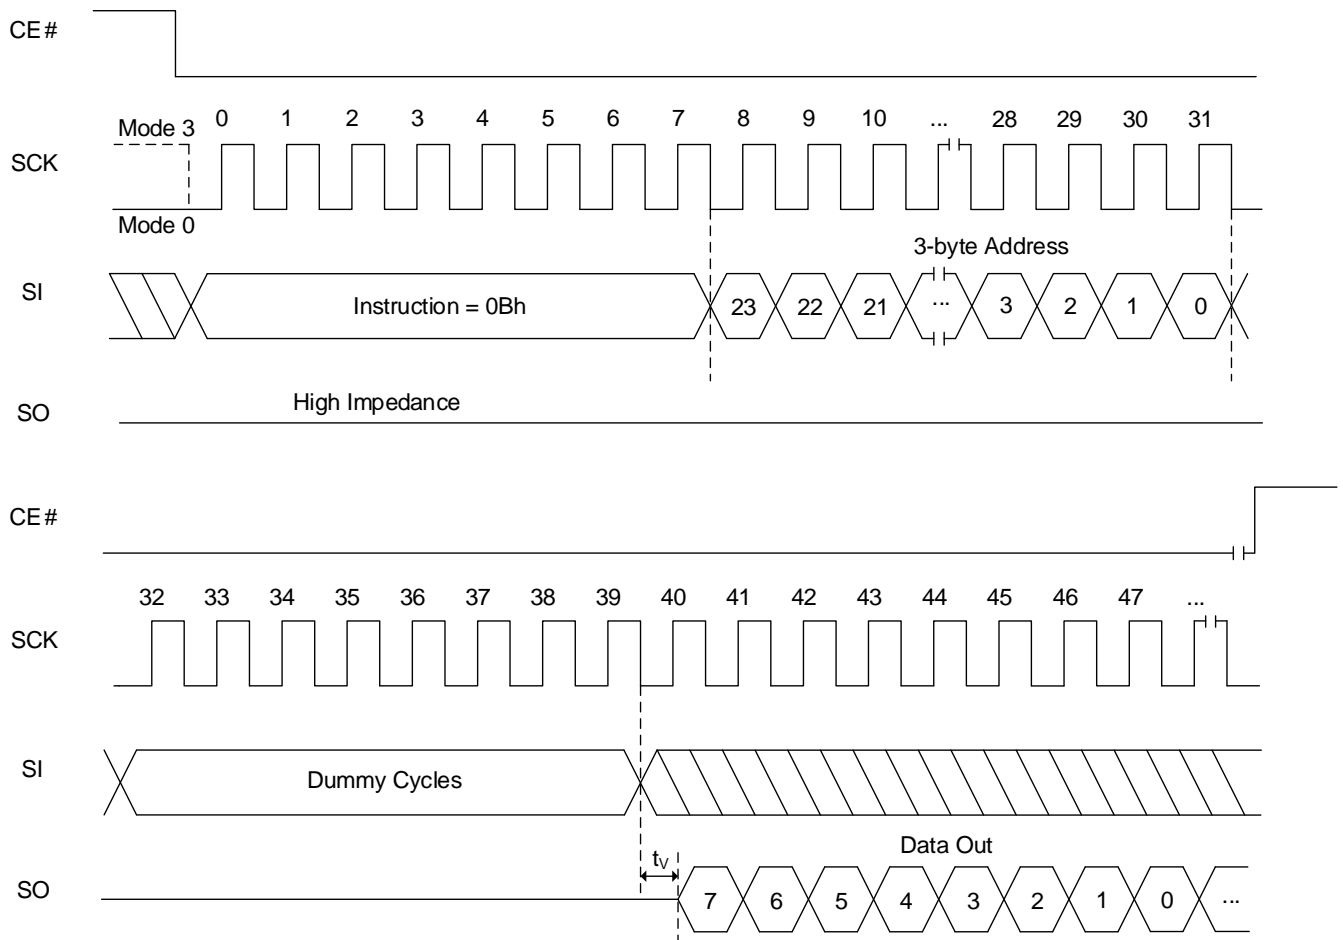 CE#
Mode 3 0 1 2 3 4 5 6 7 8 9 10 ... 28 29 30 31
SCK
Mode 0
3-byte Address
SI Instruction = 0Bh 23 22 21 ... 3 2 1 0
High Impedance
SO
CE#
32 33 34 35 36 37 38 39 40 41 42 43 44 45 46 47 ...
SCK
SI Dummy Cycles
Data Out
tV
SO 7 6 5 4 3 2 1 0 ...